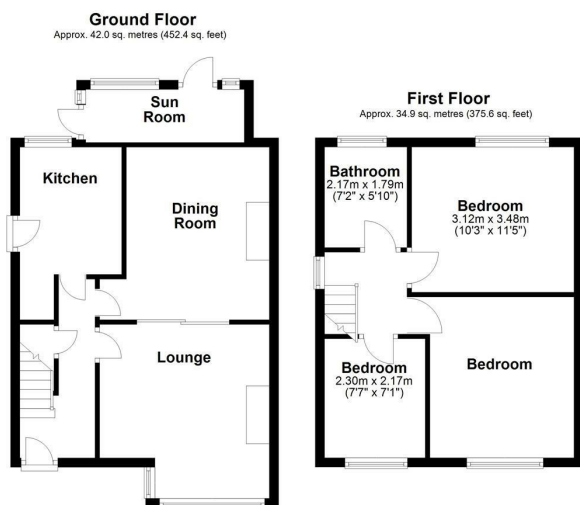 Ground Floor
Approx. 42.0 sq. metres (452.4 sq. feet)
Sun
Room
Kitchen
Dining
Room
Lounge
First Floor
Approx. 34.9 sq. metres (375.6 sq. feet)
Bathroom
2.17m x 1.79m
(7'2" x 5'10")
Bedroom
3.12m x 3.48m
(10'3" x 11'5")
Bedroom
2.30m x 2.17m
(7'7" x 7'1")
Bedroom